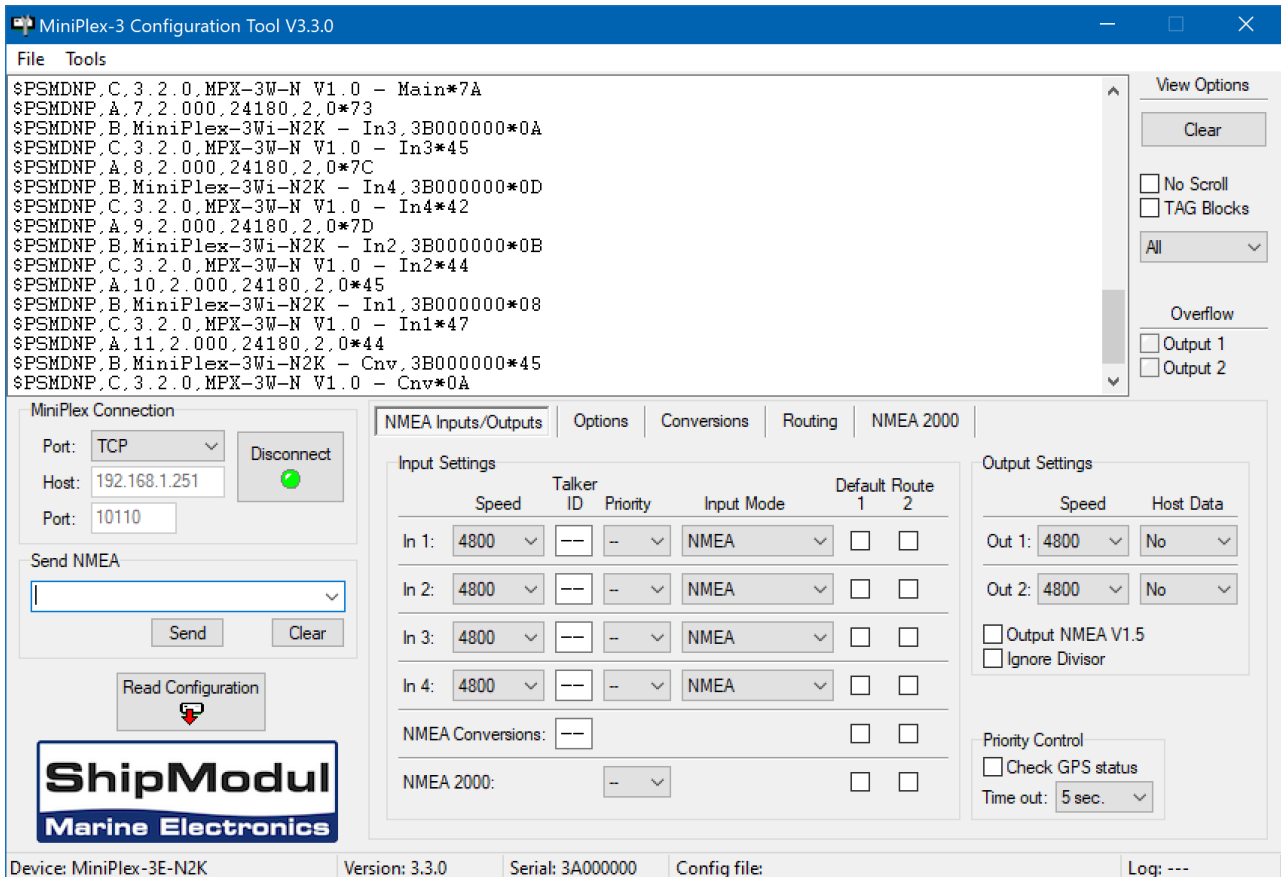 MiniPlex-3 Configuration Tool V3.3.0
File Tools
$PSMDNP,C,3.2.0,MPX-3W-N V1.0 - Main*7A
$PSMDNP,A,7,2.000,24180,2,0*73
$PSMDNP,B,MiniPlex-3Wi-N2K - In3,3B000000*0A
$PSMDNP,C,3.2.0,MPX-3W-N V1.0 - In3*45
$PSMDNP,A,8,2.000,24180,2,0*7C
$PSMDNP,B,MiniPlex-3Wi-N2K - In4,3B000000*0D
$PSMDNP,C,3.2.0,MPX-3W-N V1.0 - In4*42
$PSMDNP,A,9,2.000,24180,2,0*7D
$PSMDNP,B,MiniPlex-3Wi-N2K - In2,3B000000*0B
$PSMDNP,C,3.2.0,MPX-3W-N V1.0 - In2*44
$PSMDNP,A,10,2.000,24180,2,0*45
$PSMDNP,B,MiniPlex-3Wi-N2K - In1,3B000000*08
$PSMDNP,C,3.2.0,MPX-3W-N V1.0 - In1*47
$PSMDNP,A,11,2.000,24180,2,0*44
$PSMDNP,B,MiniPlex-3Wi-N2K - Cnv,3B000000*45
$PSMDNP,C,3.2.0,MPX-3W-N V1.0 - Cnv*0A
View Options
Clear
No Scroll
TAG Blocks
All
Overflow
Output 1
Output 2
MiniPlex Connection
Port: TCP
Disconnect
Host: 192.168.1.251
Port: 10110
Send NMEA
Send Clear
Read Configuration
ShipModul
Marine Electronics
NMEA Inputs/Outputs Options Conversions Routing NMEA 2000
Input Settings
Talker Default Route
Speed ID Priority Input Mode 1 2
In 1: 4800 -- -- NMEA
In 2: 4800 -- -- NMEA
In 3: 4800 -- -- NMEA
In 4: 4800 -- -- NMEA
NMEA Conversions: --
NMEA 2000: --
Output Settings
Speed Host Data
Out 1: 4800 No
Out 2: 4800 No
Output NMEA V1.5
Ignore Divisor
Priority Control
Check GPS status
Time out: 5 sec.
Device: MiniPlex-3E-N2K Version: 3.3.0 Serial: 3A000000 Config file: Log: ---